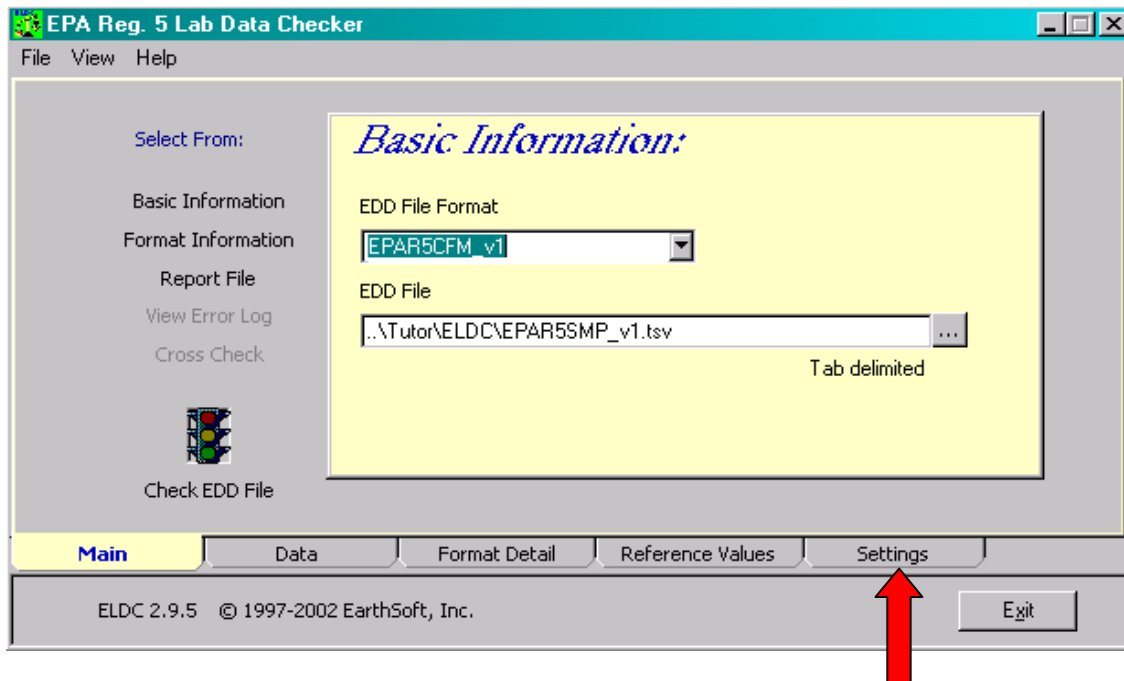 EPA Reg. 5 Lab Data Checker
File View Help
Select From:
Basic Information
Format Information
Report File
View Error Log
Cross Check
Check EDD File
Basic Information:
EDD File Format
EPAR5CFM_v1
EDD File
..\Tutor\ELDC\EPAR5SMP_v1.tsv
...
Tab delimited
Main Data Format Detail Reference Values Settings
ELDC 2.9.5 © 1997-2002 EarthSoft, Inc.
Exit